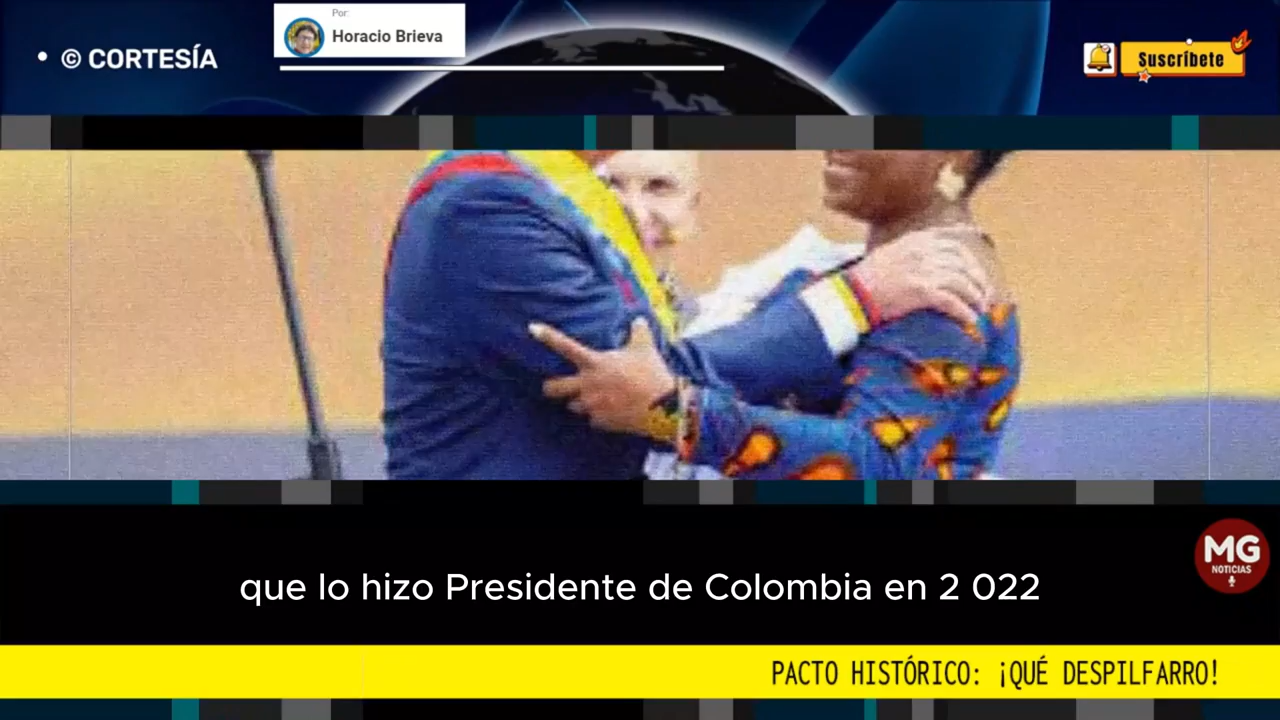 • © CORTESÍA
Por:
Horacio Brieva
Suscríbete
que lo hizo Presidente de Colombia en 2 022
MG
NOTICIAS
PACTO HISTÓRICO: ¡QUÉ DESPILFARRO!